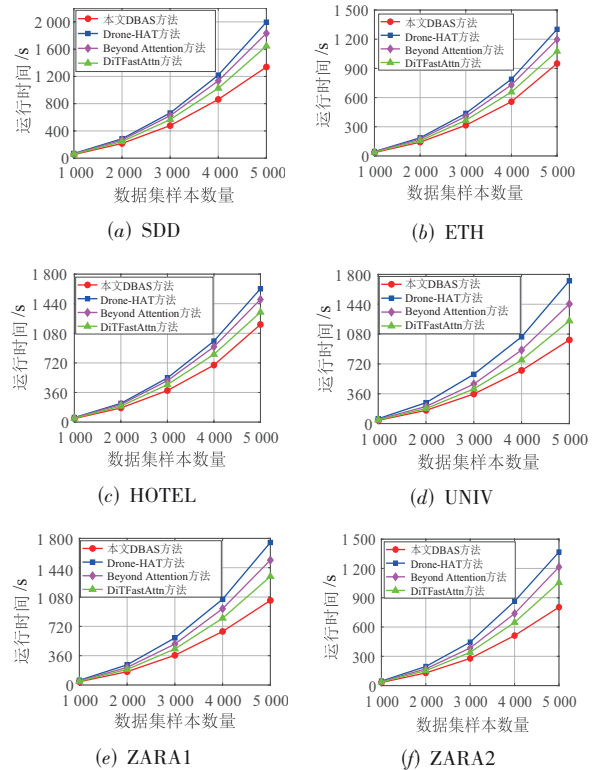 运行时间/s
2 000
1 600
1 200
800
400
0
本文DBAS方法
Drone-HAT方法
Beyond Attention方法
DiTFastAttn方法
1 000 2 000 3 000 4 000 5 000
数据集样本数量
(a) SDD
运行时间/s
1 500
1 200
900
600
300
0
本文DBAS方法
Drone-HAT方法
Beyond Attention方法
DiTFastAttn方法
1 000 2 000 3 000 4 000 5 000
数据集样本数量
(b) ETH
运行时间/s
1 800
1 440
1 080
720
360
0
本文DBAS方法
Drone-HAT方法
Beyond Attention方法
DiTFastAttn方法
1 000 2 000 3 000 4 000 5 000
数据集样本数量
(c) HOTEL
运行时间/s
1 800
1 440
1 080
720
360
0
本文DBAS方法
Drone-HAT方法
Beyond Attention方法
DiTFastAttn方法
1 000 2 000 3 000 4 000 5 000
数据集样本数量
(d) UNIV
运行时间/s
1 800
1 440
1 080
720
360
0
本文DBAS方法
Drone-HAT方法
Beyond Attention方法
DiTFastAttn方法
1 000 2 000 3 000 4 000 5 000
数据集样本数量
(e) ZARA1
运行时间/s
1 500
1 200
900
600
300
0
本文DBAS方法
Drone-HAT方法
Beyond Attention方法
DiTFastAttn方法
1 000 2 000 3 000 4 000 5 000
数据集样本数量
(f) ZARA2